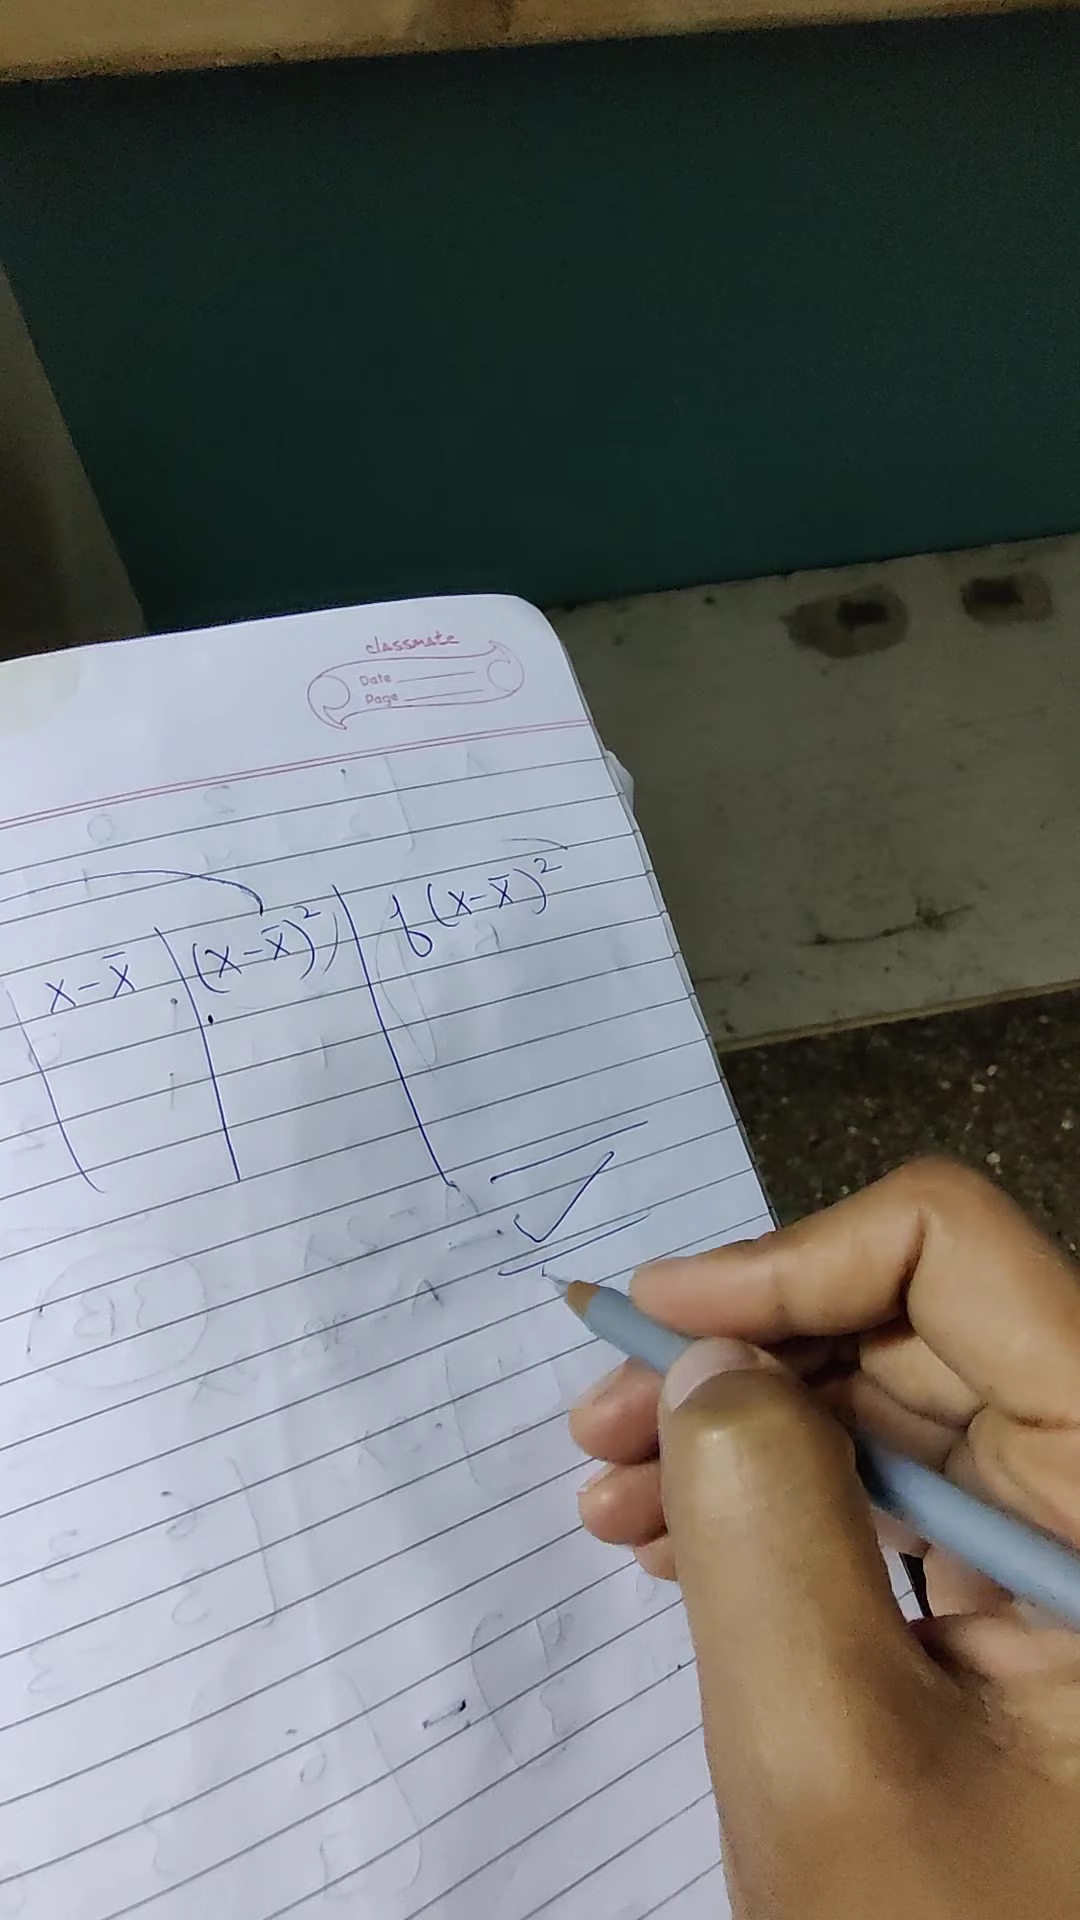 classmate
Date
Page
x - x̄ | (x - x̄)² | f(x - x̄)²